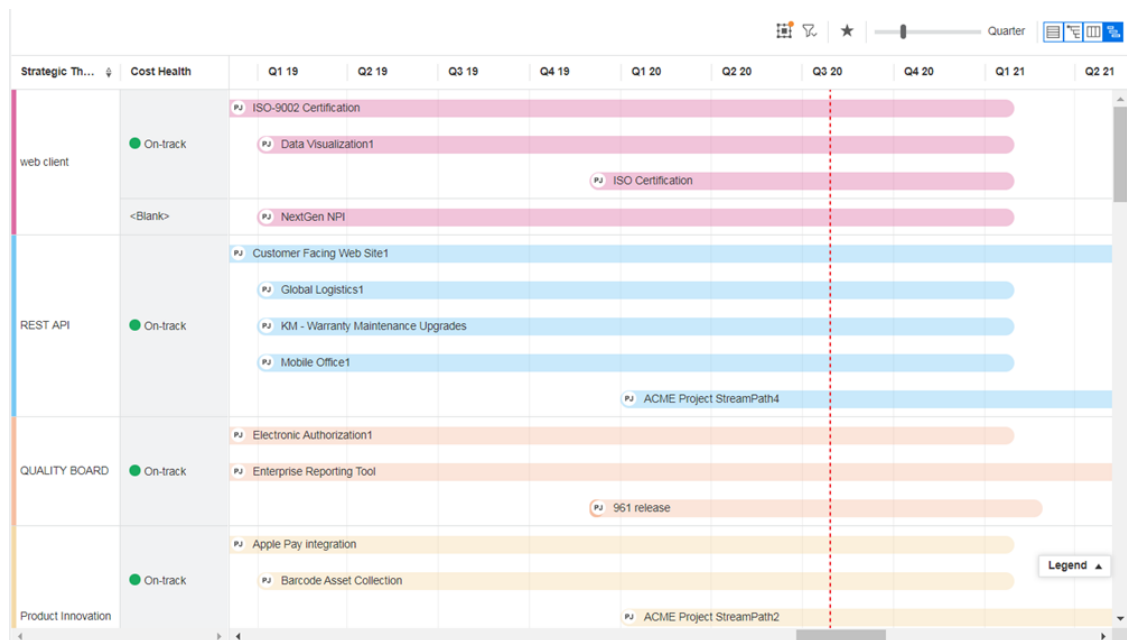 Quarter
Strategic Th... Cost Health Q1 19 Q2 19 Q3 19 Q4 19 Q1 20 Q2 20 Q3 20 Q4 20 Q1 21 Q2 21
PJ ISO-9002 Certification
On-track PJ Data Visualization1
web client
PJ ISO Certification
<Blank> PJ NextGen NPI
PJ Customer Facing Web Site1
PJ Global Logistics1
REST API On-track PJ KM - Warranty Maintenance Upgrades
PJ Mobile Office1
PJ ACME Project StreamPath4
PJ Electronic Authorization1
QUALITY BOARD On-track PJ Enterprise Reporting Tool
PJ 961 release
PJ Apple Pay integration
Legend
On-track PJ Barcode Asset Collection
Product Innovation PJ ACME Project StreamPath2